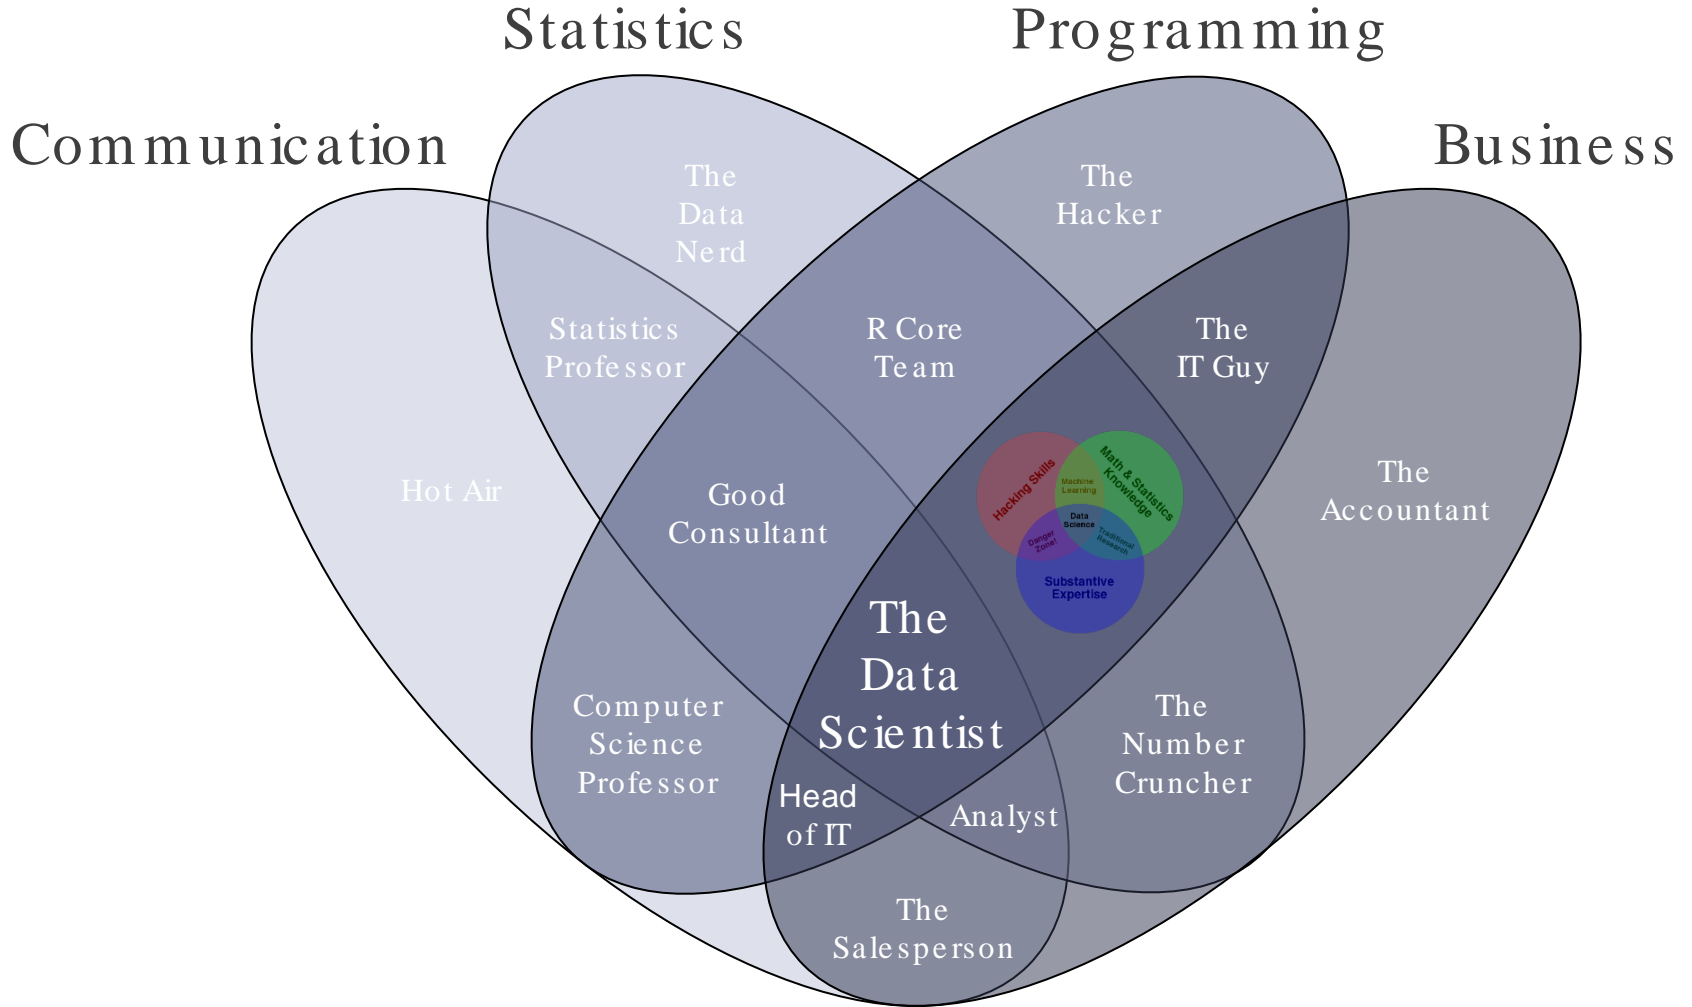 Statistics
Programming
Communication
Business
The
Data
Nerd
The
Hacker
Statistics
Professor
R Core
Team
The
IT Guy
Hot Air
Good
Consultant
Hacking Skills
Machine
Learning
Math & Statistics
Knowledge
Data
Science
Danger
Zone!
Traditional
Research
Substantive
Expertise
The
Accountant
The
Data
Scientist
Computer
Science
Professor
The
Number
Cruncher
Head
of IT
Analyst
The
Salesperson